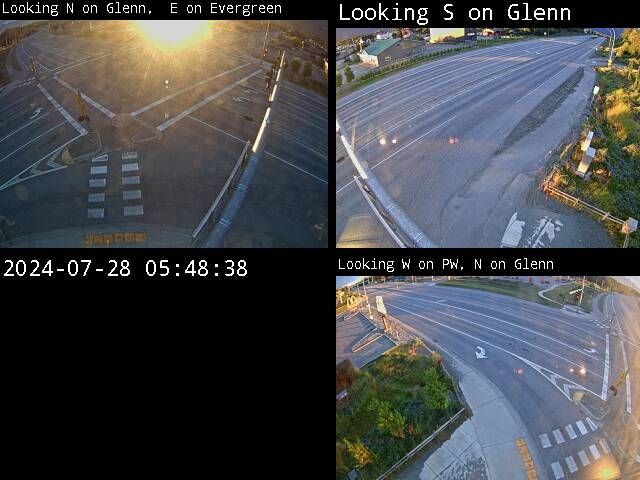 Looking N on Glenn, E on Evergreen
Looking S on Glenn
2024-07-28 05:48:38
Looking W on PW, N on Glenn